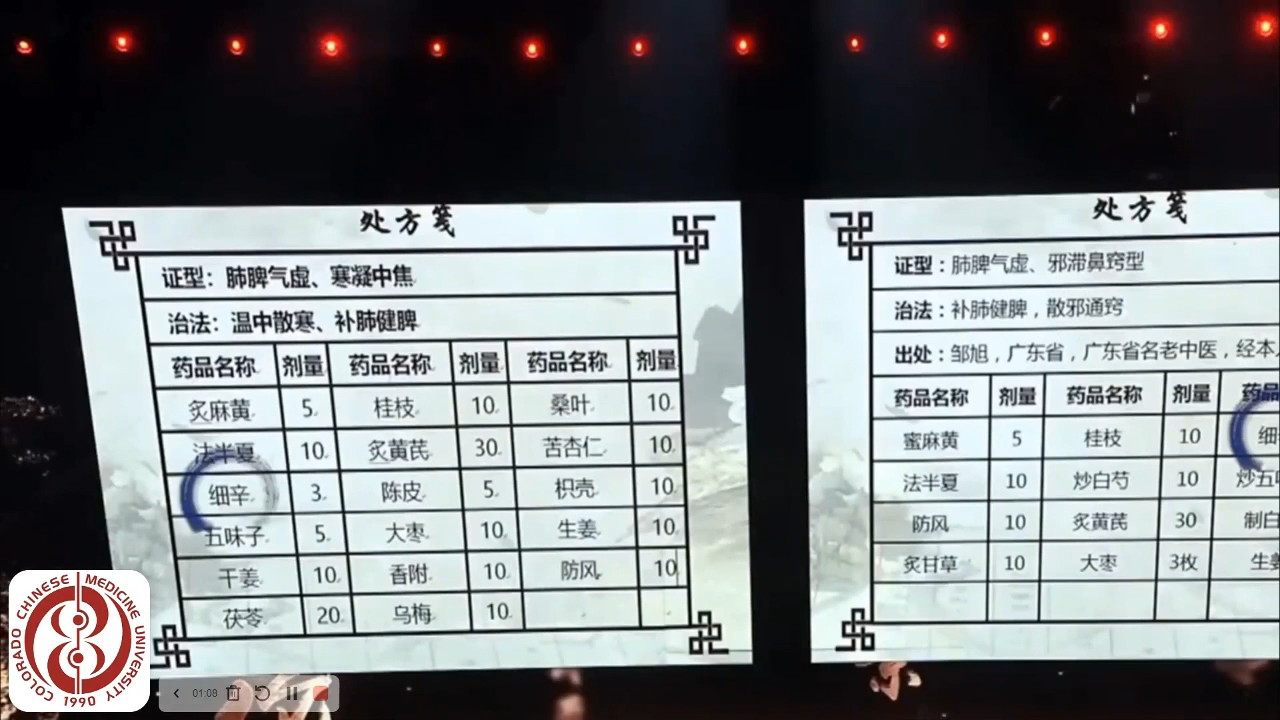 处方笺
证型：肺脾气虚、寒凝中焦
治法：温中散寒、补肺健脾
药品名称 剂量 药品名称 剂量 药品名称 剂量
炙麻黄 5 桂枝 10 桑叶 10
法半夏 10 炙黄芪 30 苦杏仁 10
细辛 3 陈皮 5 枳壳 10
五味子 5 大枣 10 生姜 10
干姜 10 香附 10 防风 10
茯苓 20 乌梅 10
处方笺
证型：肺脾气虚、邪滞鼻窍型
治法：补肺健脾，散邪通窍
出处：邹旭，广东省，广东省名老中医，经本
药品名称 剂量 药品名称 剂量 药品
蜜麻黄 5 桂枝 10 细
法半夏 10 炒白芍 10 炒五
防风 10 炙黄芪 30 制白
炙甘草 10 大枣 3枚 生
COLORADO CHINESE MEDICINE UNIVERSITY
1990
01:08